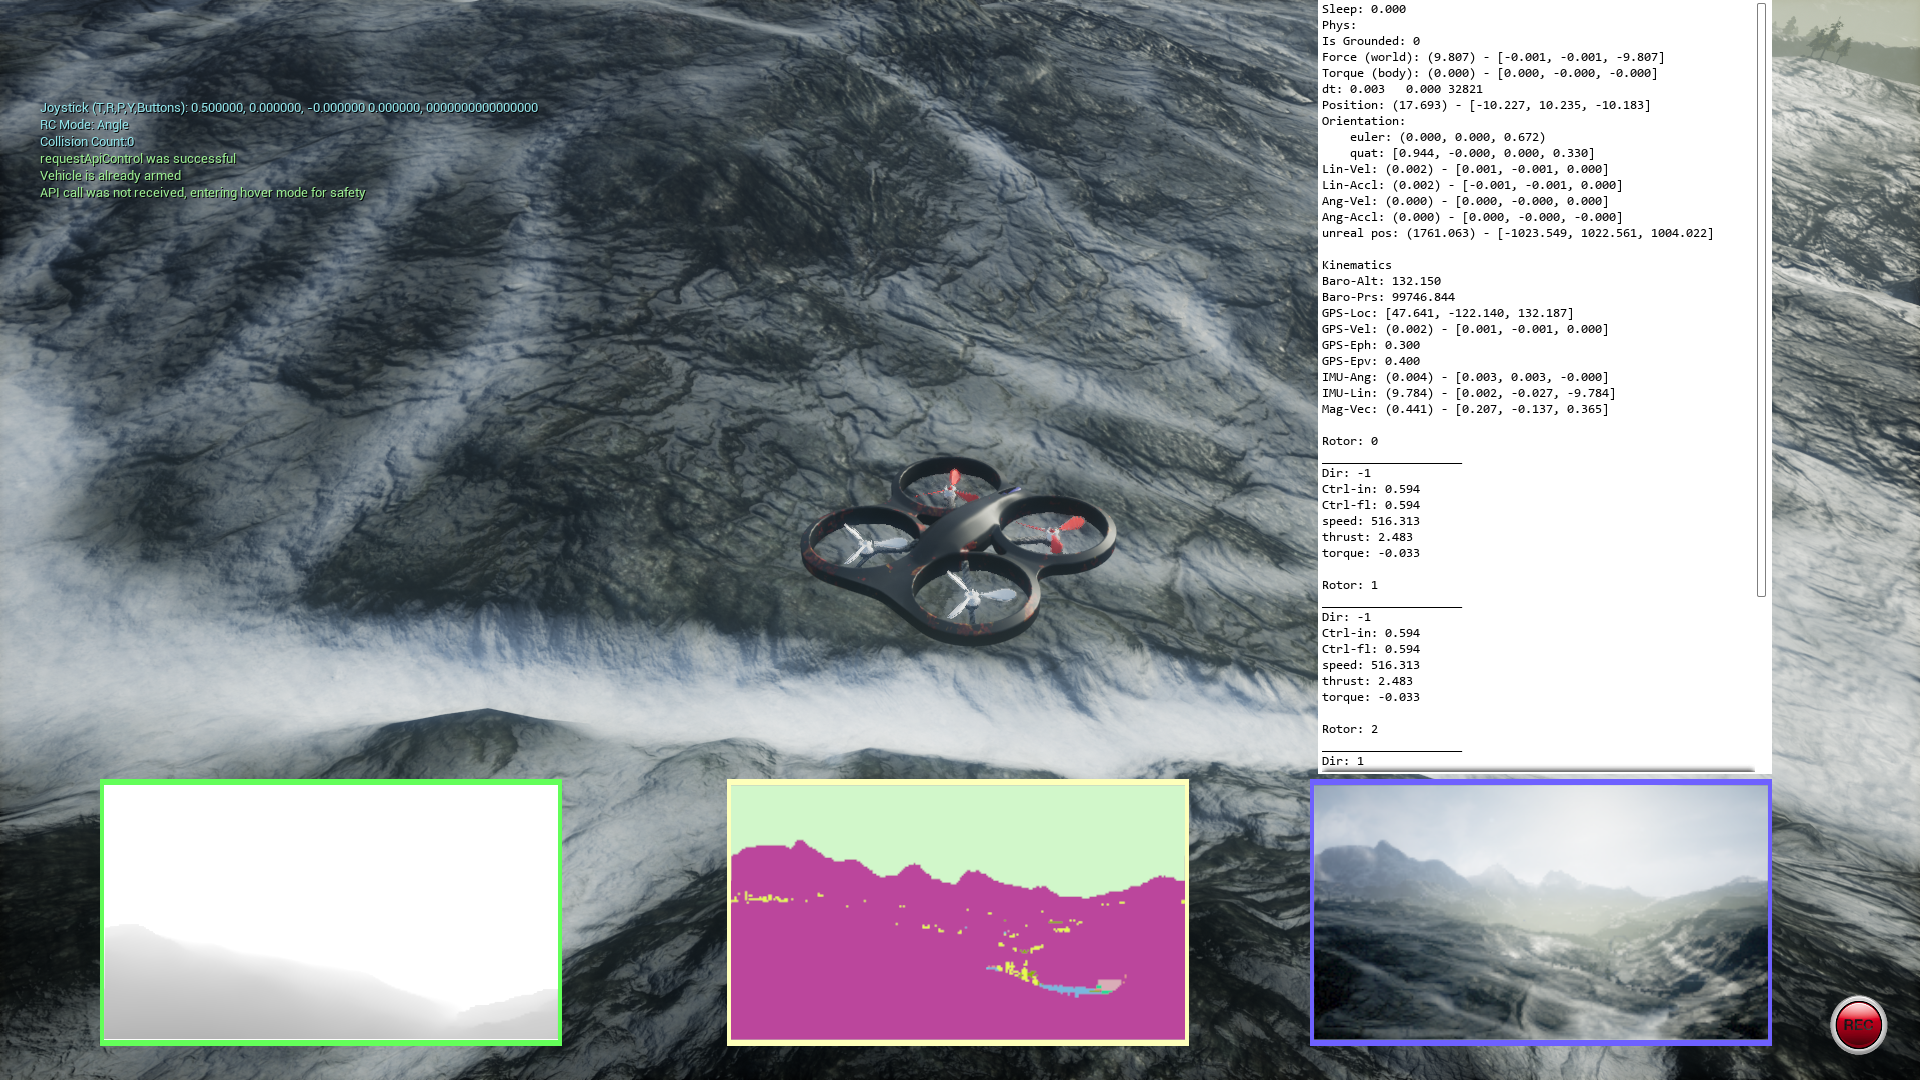 Joystick (T,R,P,Y,Buttons): 0.500000, 0.000000, -0.000000 0.000000, 0000000000000000
RC Mode: Angle
Collision Count:0
requestApiControl was successful
Vehicle is already armed
API call was not received, entering hover mode for safety
Sleep: 0.000
Phys:
Is Grounded: 0
Force (world): (9.807) - [-0.001, -0.001, -9.807]
Torque (body): (0.000) - [0.000, -0.000, -0.000]
dt: 0.003   0.000 32821
Position: (17.693) - [-10.227, 10.235, -10.183]
Orientation:
    euler: (0.000, 0.000, 0.672)
    quat: [0.944, -0.000, 0.000, 0.330]
Lin-Vel: (0.002) - [0.001, -0.001, 0.000]
Lin-Accl: (0.002) - [-0.001, -0.001, 0.000]
Ang-Vel: (0.000) - [0.000, -0.000, 0.000]
Ang-Accl: (0.000) - [0.000, -0.000, -0.000]
unreal pos: (1761.063) - [-1023.549, 1022.561, 1004.022]
Kinematics
Baro-Alt: 132.150
Baro-Prs: 99746.844
GPS-Loc: [47.641, -122.140, 132.187]
GPS-Vel: (0.002) - [0.001, -0.001, 0.000]
GPS-Eph: 0.300
GPS-Epv: 0.400
IMU-Ang: (0.004) - [0.003, 0.003, -0.000]
IMU-Lin: (9.784) - [0.002, -0.027, -9.784]
Mag-Vec: (0.441) - [0.207, -0.137, 0.365]
Rotor: 0
Dir: -1
Ctrl-in: 0.594
Ctrl-fl: 0.594
speed: 516.313
thrust: 2.483
torque: -0.033
Rotor: 1
Dir: -1
Ctrl-in: 0.594
Ctrl-fl: 0.594
speed: 516.313
thrust: 2.483
torque: -0.033
Rotor: 2
Dir: 1
REC